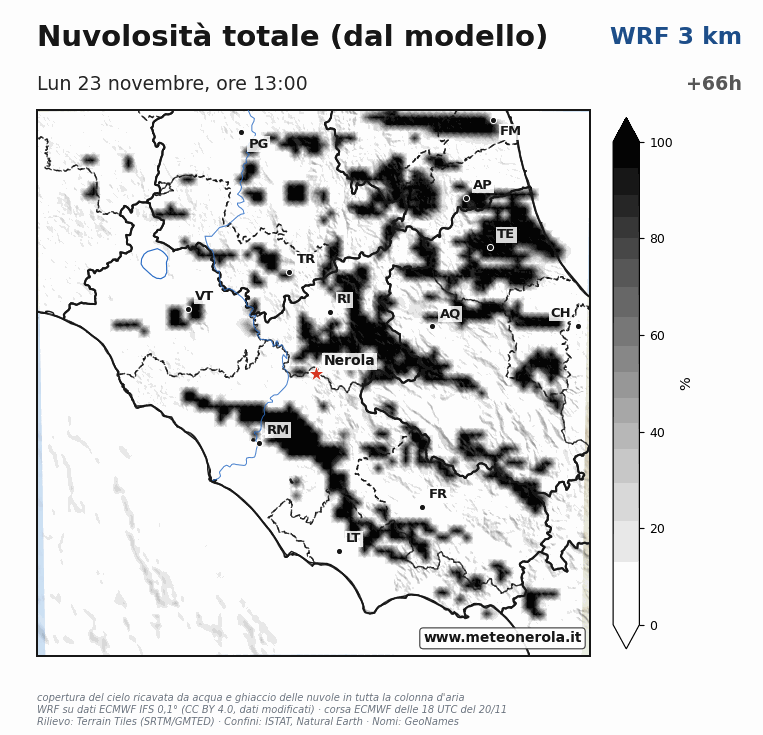 Nuvolosità totale (dal modello)
WRF 3 km
Lun 23 novembre, ore 13:00
+66h
FM
PG
AP
TE
TR
VT
RI
AQ
CH
Nerola
RM
FR
LT
www.meteonerola.it
100
80
60
40
20
0
%
copertura del cielo ricavata da acqua e ghiaccio delle nuvole in tutta la colonna d'aria
WRF su dati ECMWF IFS 0,1° (CC BY 4.0, dati modificati) · corsa ECMWF delle 18 UTC del 20/11
Rilievo: Terrain Tiles (SRTM/GMTED) · Confini: ISTAT, Natural Earth · Nomi: GeoNames